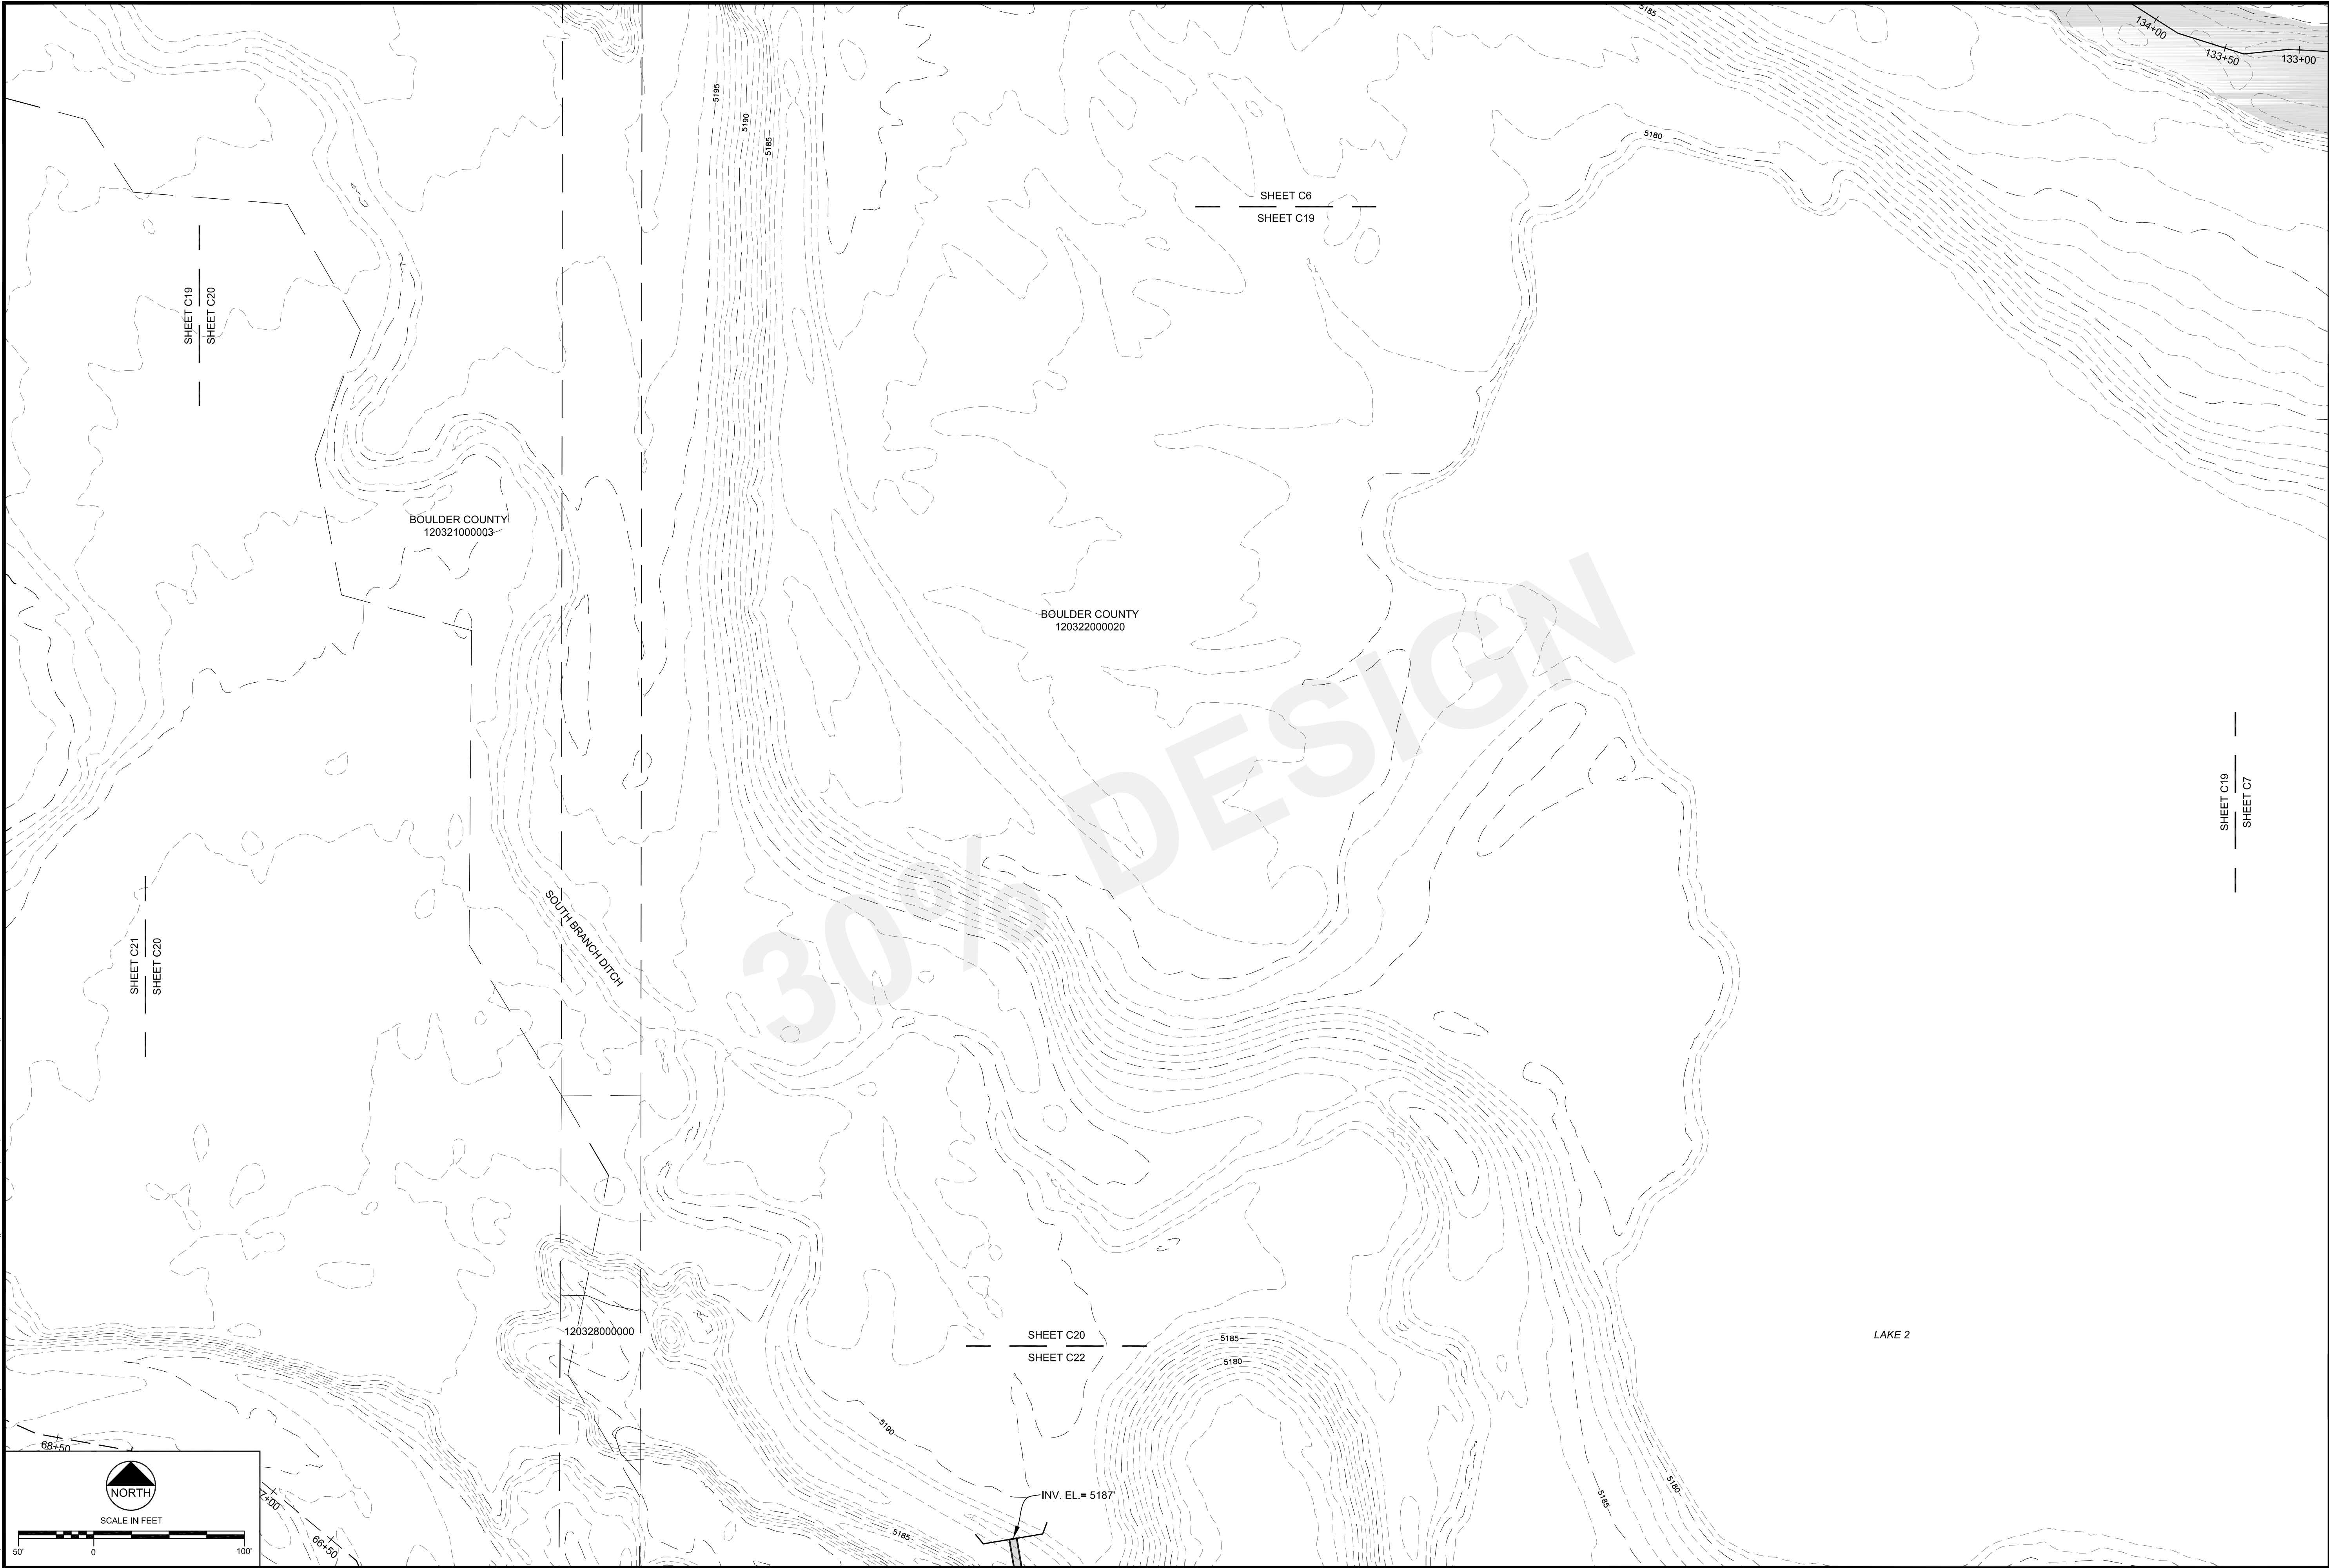 5185
134+00
133+50
133+00
5195
5190
5185
5180
SHEET C6
SHEET C19
SHEET C19
SHEET C20
BOULDER COUNTY
120321000003
BOULDER COUNTY
120322000020
30% DESIGN
SHEET C19
SHEET C7
SOUTH BRANCH DITCH
SHEET C21
SHEET C20
120328000000
SHEET C20
SHEET C22
5185
5180
LAKE 2
5190
68+50
NORTH
SCALE IN FEET
50'
0
100'
7+00
66+50
INV. EL.= 5187'
5185
5185
5180